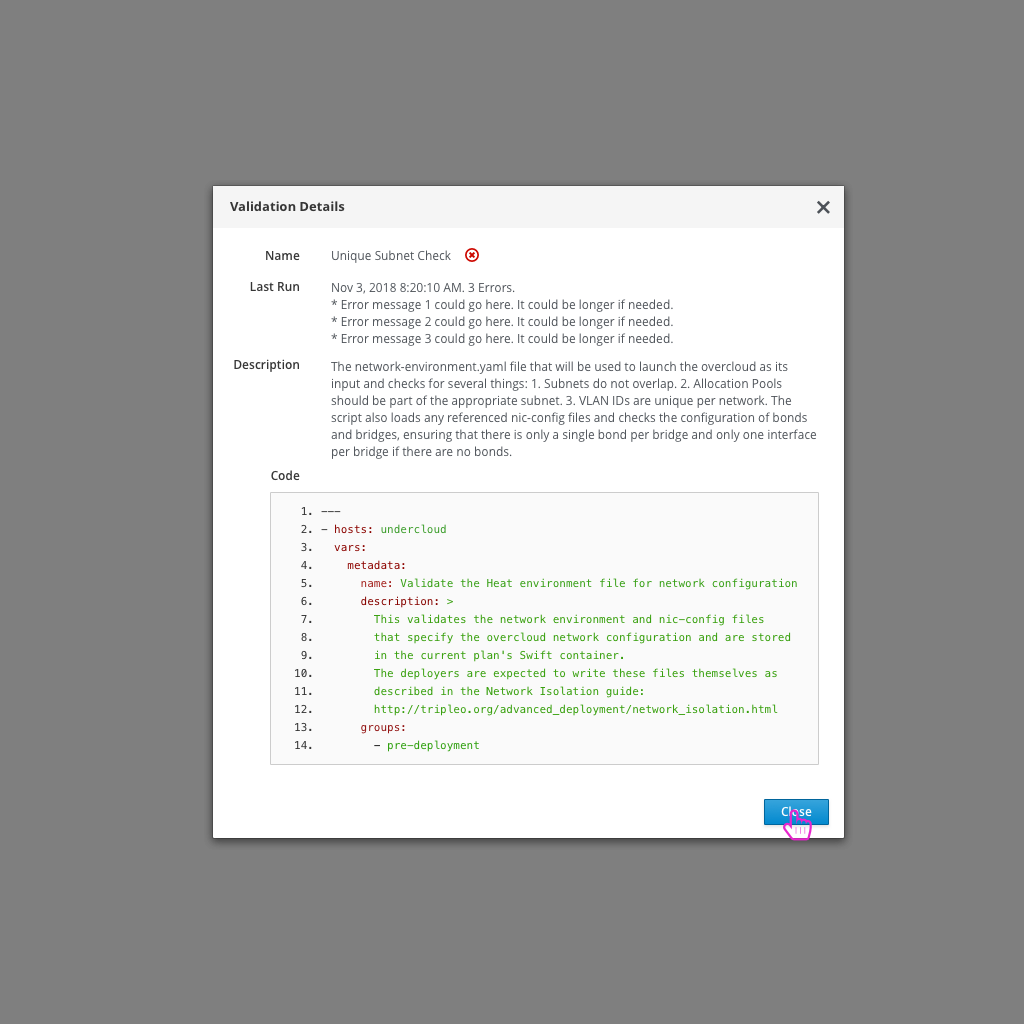 Validation Details
Name Unique Subnet Check
Last Run Nov 3, 2018 8:20:10 AM. 3 Errors.
* Error message 1 could go here. It could be longer if needed.
* Error message 2 could go here. It could be longer if needed.
* Error message 3 could go here. It could be longer if needed.
Description The network-environment.yaml file that will be used to launch the overcloud as its
input and checks for several things: 1. Subnets do not overlap. 2. Allocation Pools
should be part of the appropriate subnet. 3. VLAN IDs are unique per network. The
script also loads any referenced nic-config files and checks the configuration of bonds
and bridges, ensuring that there is only a single bond per bridge and only one interface
per bridge if there are no bonds.
Code
1. ---
2. - hosts: undercloud
3. vars:
4. metadata:
5. name: Validate the Heat environment file for network configuration
6. description: >
7. This validates the network environment and nic-config files
8. that specify the overcloud network configuration and are stored
9. in the current plan's Swift container.
10. The deployers are expected to write these files themselves as
11. described in the Network Isolation guide:
12. http://tripleo.org/advanced_deployment/network_isolation.html
13. groups:
14. - pre-deployment
Close